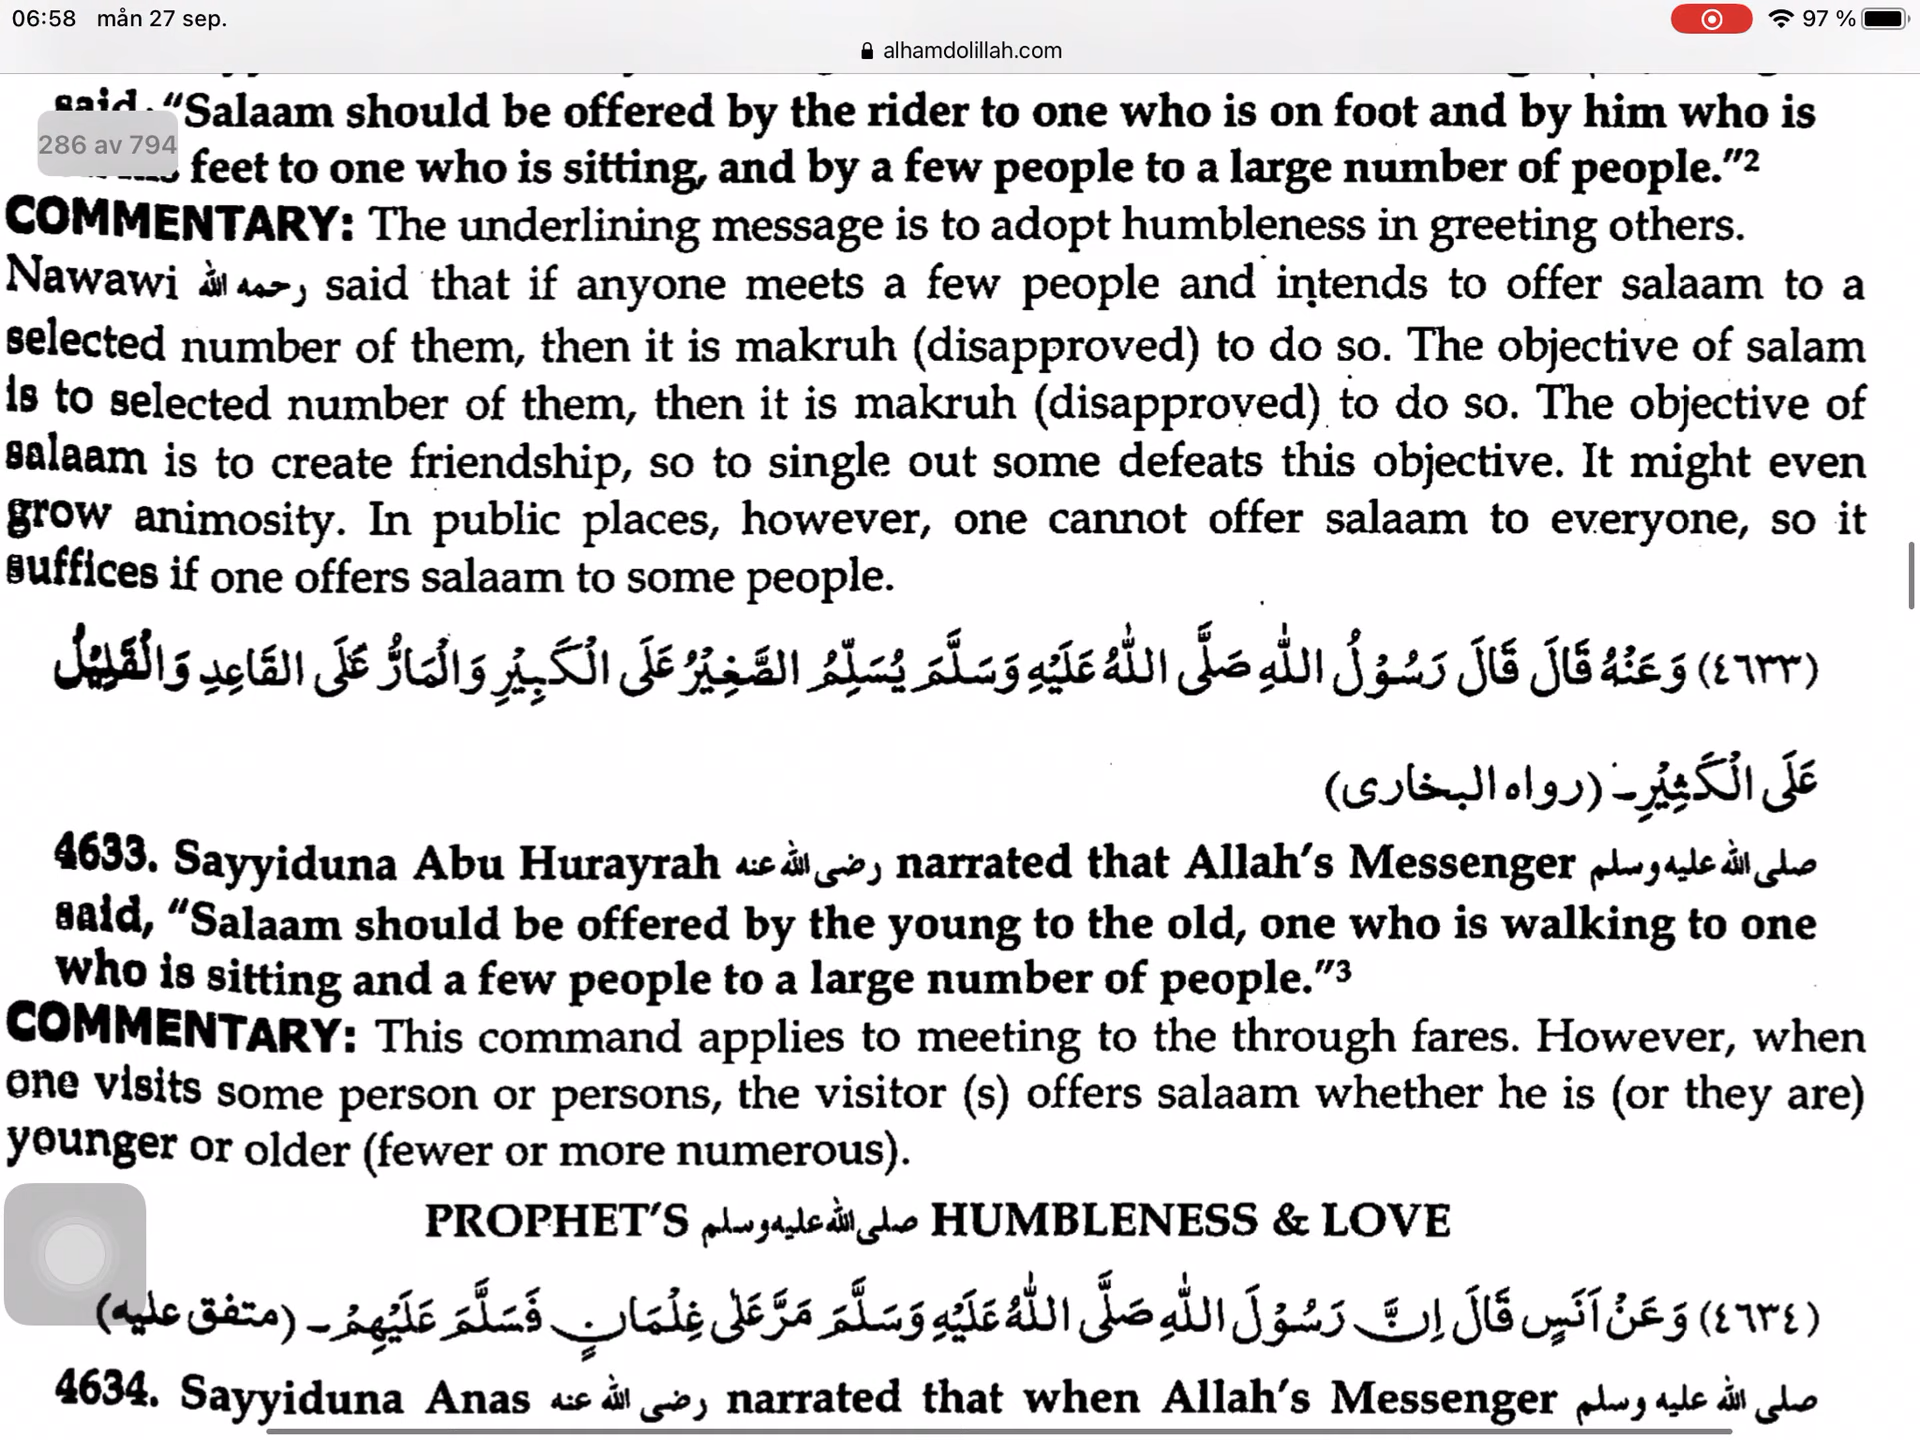 06:58 mån 27 sep.
97 %
alhamdolillah.com
said, “Salaam should be offered by the rider to one who is on foot and by him who is
286 av 794
feet to one who is sitting, and by a few people to a large number of people.”2
COMMENTARY: The underlining message is to adopt humbleness in greeting others.
Nawawi رحمه الله said that if anyone meets a few people and intends to offer salaam to a
selected number of them, then it is makruh (disapproved) to do so. The objective of salam
is to selected number of them, then it is makruh (disapproved) to do so. The objective of
salaam is to create friendship, so to single out some defeats this objective. It might even
grow animosity. In public places, however, one cannot offer salaam to everyone, so it
suffices if one offers salaam to some people.
(٤٦٣٣) وَعَنْهُ قَالَ قَالَ رَسُوْلُ اللّٰهِ صَلَّى اللّٰهُ عَلَيْهِ وَسَلَّمَ يُسَلِّمُ الصَّغِيْرُ عَلَى الْكَبِيْرِ وَالْمَارُّ عَلَى القَاعِدِ وَالْقَلِيْلُ
عَلَى الْكَثِيْرِ۔ (رواه البخاری)
4633. Sayyiduna Abu Hurayrah رضی الله عنه narrated that Allah’s Messenger صلی الله علیه وسلم
said, “Salaam should be offered by the young to the old, one who is walking to one
who is sitting and a few people to a large number of people.”3
COMMENTARY: This command applies to meeting to the through fares. However, when
one visits some person or persons, the visitor (s) offers salaam whether he is (or they are)
younger or older (fewer or more numerous).
PROPHET’S صلی الله علیه وسلم HUMBLENESS & LOVE
(٤٦٣٤) وَعَنْ اَنَسٍ قَالَ اِنَّ رَسُوْلَ اللّٰهِ صَلَّى اللّٰهُ عَلَيْهِ وَسَلَّمَ مَرَّ عَلٰى غِلْمَانٍ فَسَلَّمَ عَلَيْهِمْ۔ (متفق عليه)
4634. Sayyiduna Anas رضی الله عنه narrated that when Allah’s Messenger صلی الله علیه وسلم